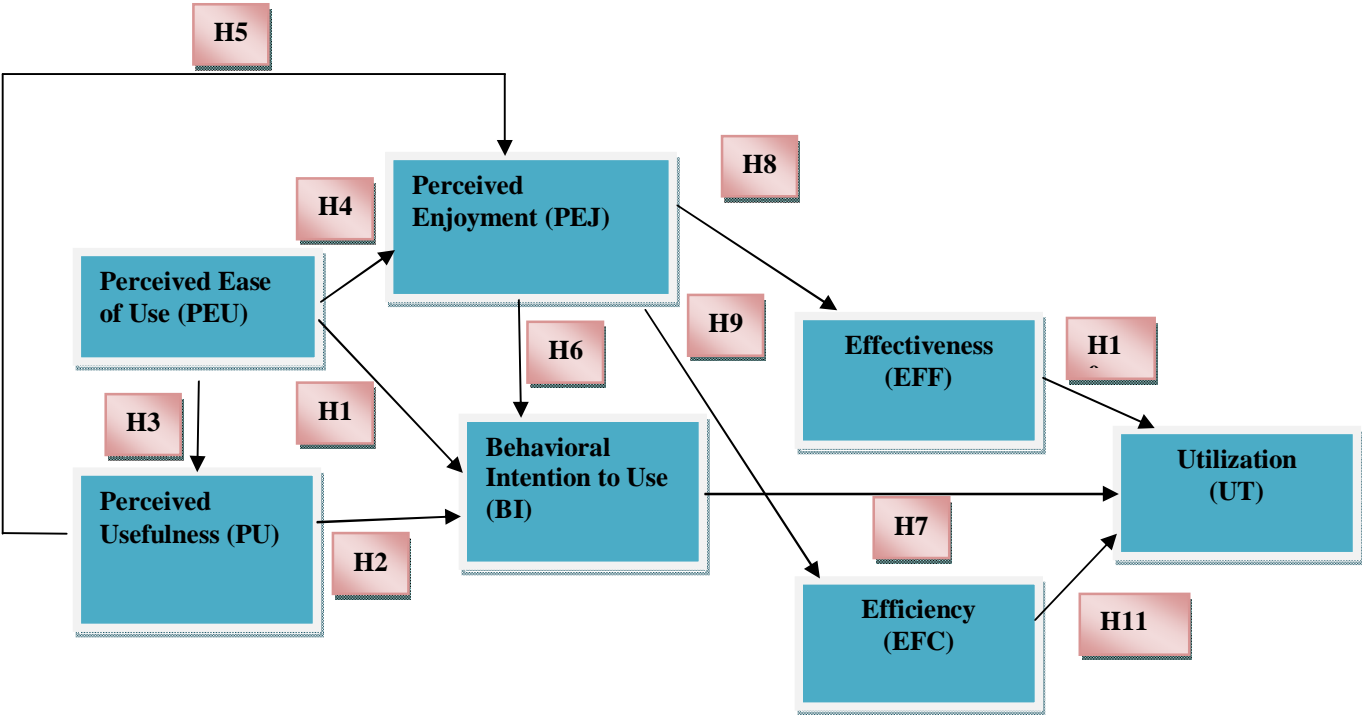 H5
H8
Perceived
Enjoyment (PEJ)
H4
Perceived Ease
of Use (PEU)
H9
H6
Effectiveness
(EFF)
H1
H1
H3
Behavioral
Intention to Use
(BI)
Utilization
(UT)
Perceived
Usefulness (PU)
H7
H2
Efficiency
(EFC)
H11